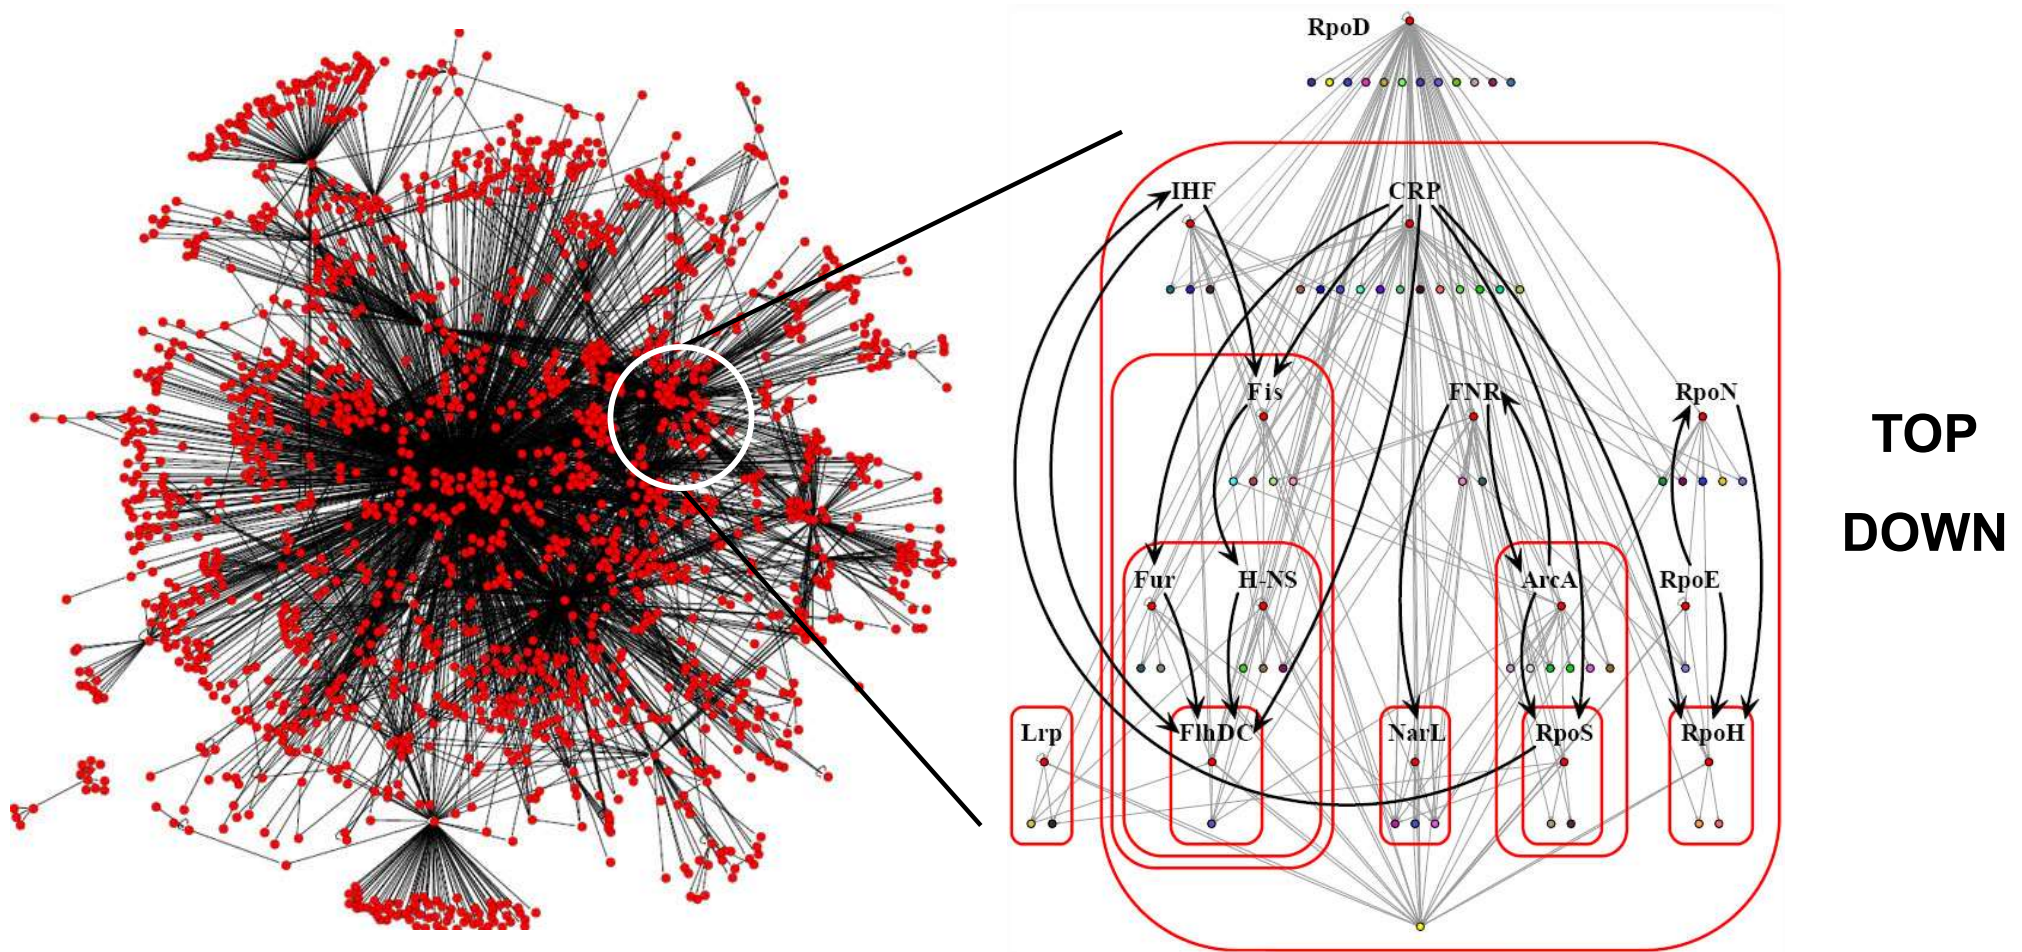 RpoD
IHF CRP
Fis FNR RpoN
TOP
DOWN
Fur H-NS ArcA RpoE
Lrp FlhDC NarL RpoS RpoH